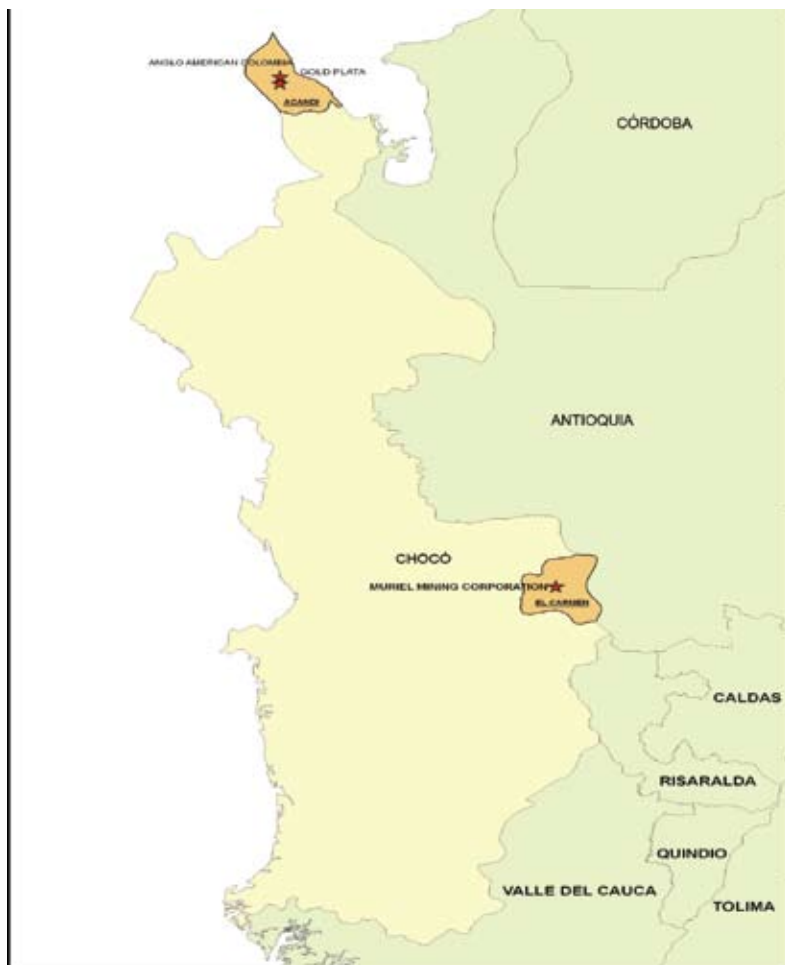 ANGLO AMERICAN COLOMBIA
GOLD PLATA
ACANDI
CÓRDOBA
ANTIOQUIA
CHOCÓ
MURIEL MINING CORPORATION
EL CARMEN
CALDAS
RISARALDA
QUINDIO
VALLE DEL CAUCA
TOLIMA